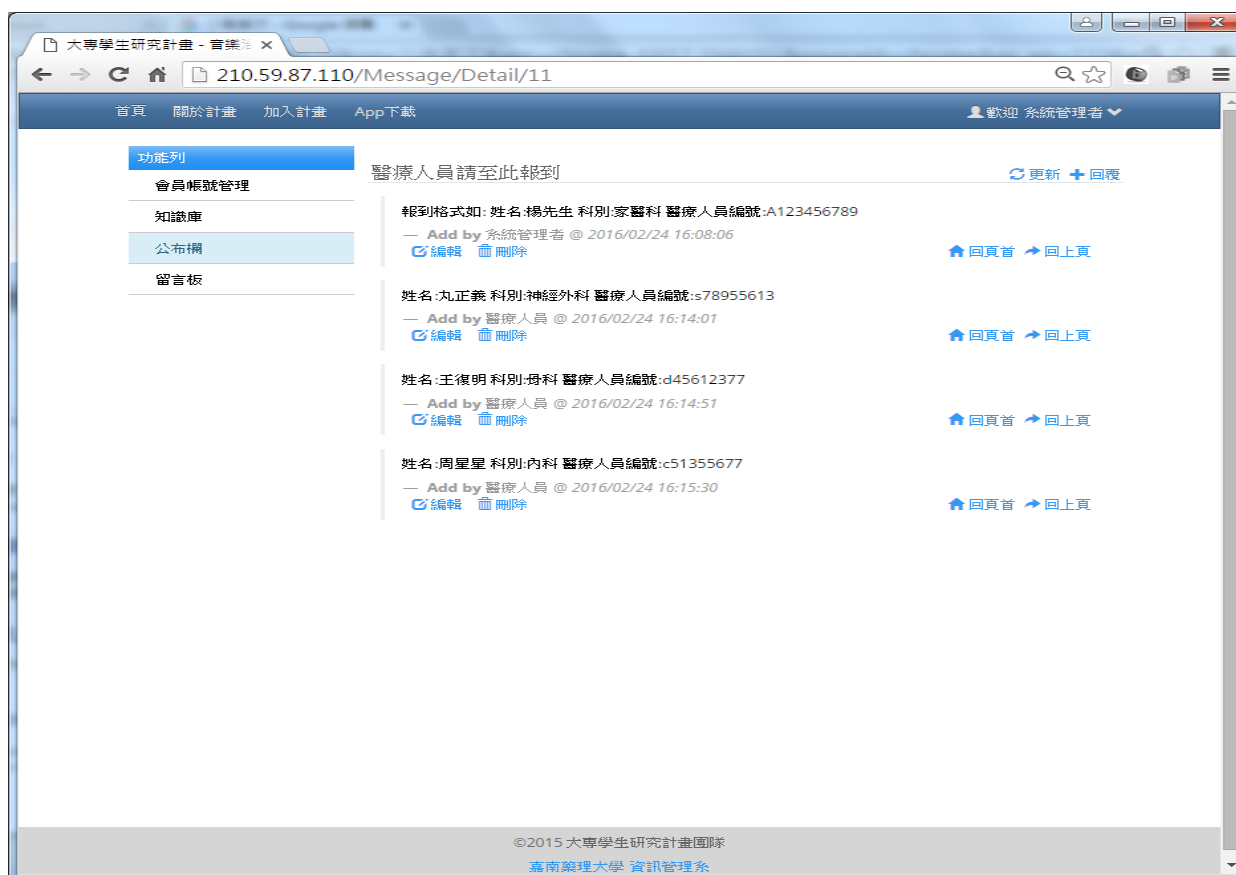 大專學生研究計畫 - 音樂
210.59.87.110/Message/Detail/11
首頁 關於計畫 加入計畫 App下載 歡迎 系統管理者
功能列
會員帳號管理
知識庫
公布欄
留言板
醫療人員請至此報到 更新 回覆
報到格式如: 姓名:楊先生 科別:家醫科 醫療人員編號:A123456789
— Add by 系統管理者 @ 2016/02/24 16:08:06
編輯 刪除 回頁首 回上頁
姓名:丸正義 科別:神經外科 醫療人員編號:s78955613
— Add by 醫療人員 @ 2016/02/24 16:14:01
編輯 刪除 回頁首 回上頁
姓名:王復明 科別:骨科 醫療人員編號:d45612377
— Add by 醫療人員 @ 2016/02/24 16:14:51
編輯 刪除 回頁首 回上頁
姓名:周星星 科別:內科 醫療人員編號:c51355677
— Add by 醫療人員 @ 2016/02/24 16:15:30
編輯 刪除 回頁首 回上頁
©2015 大專學生研究計畫團隊
嘉南藥理大學 資訊管理系